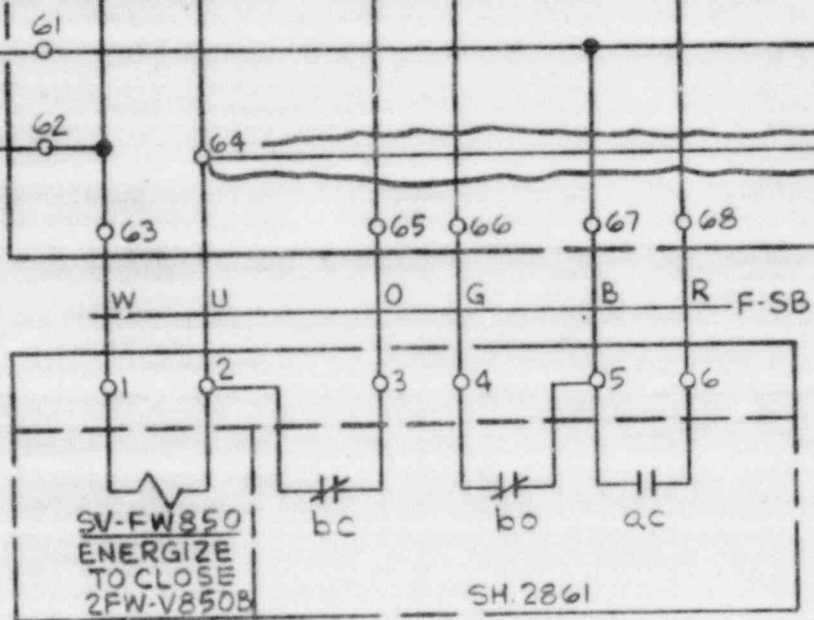 61
62
64
63
65
66
67
68
W
U
O
G
B
R
F-SB
1
2
3
4
5
6
bc
bo
ac
SV-FW850
ENERGIZE
TO CLOSE
2FW-V850B
SH. 2861